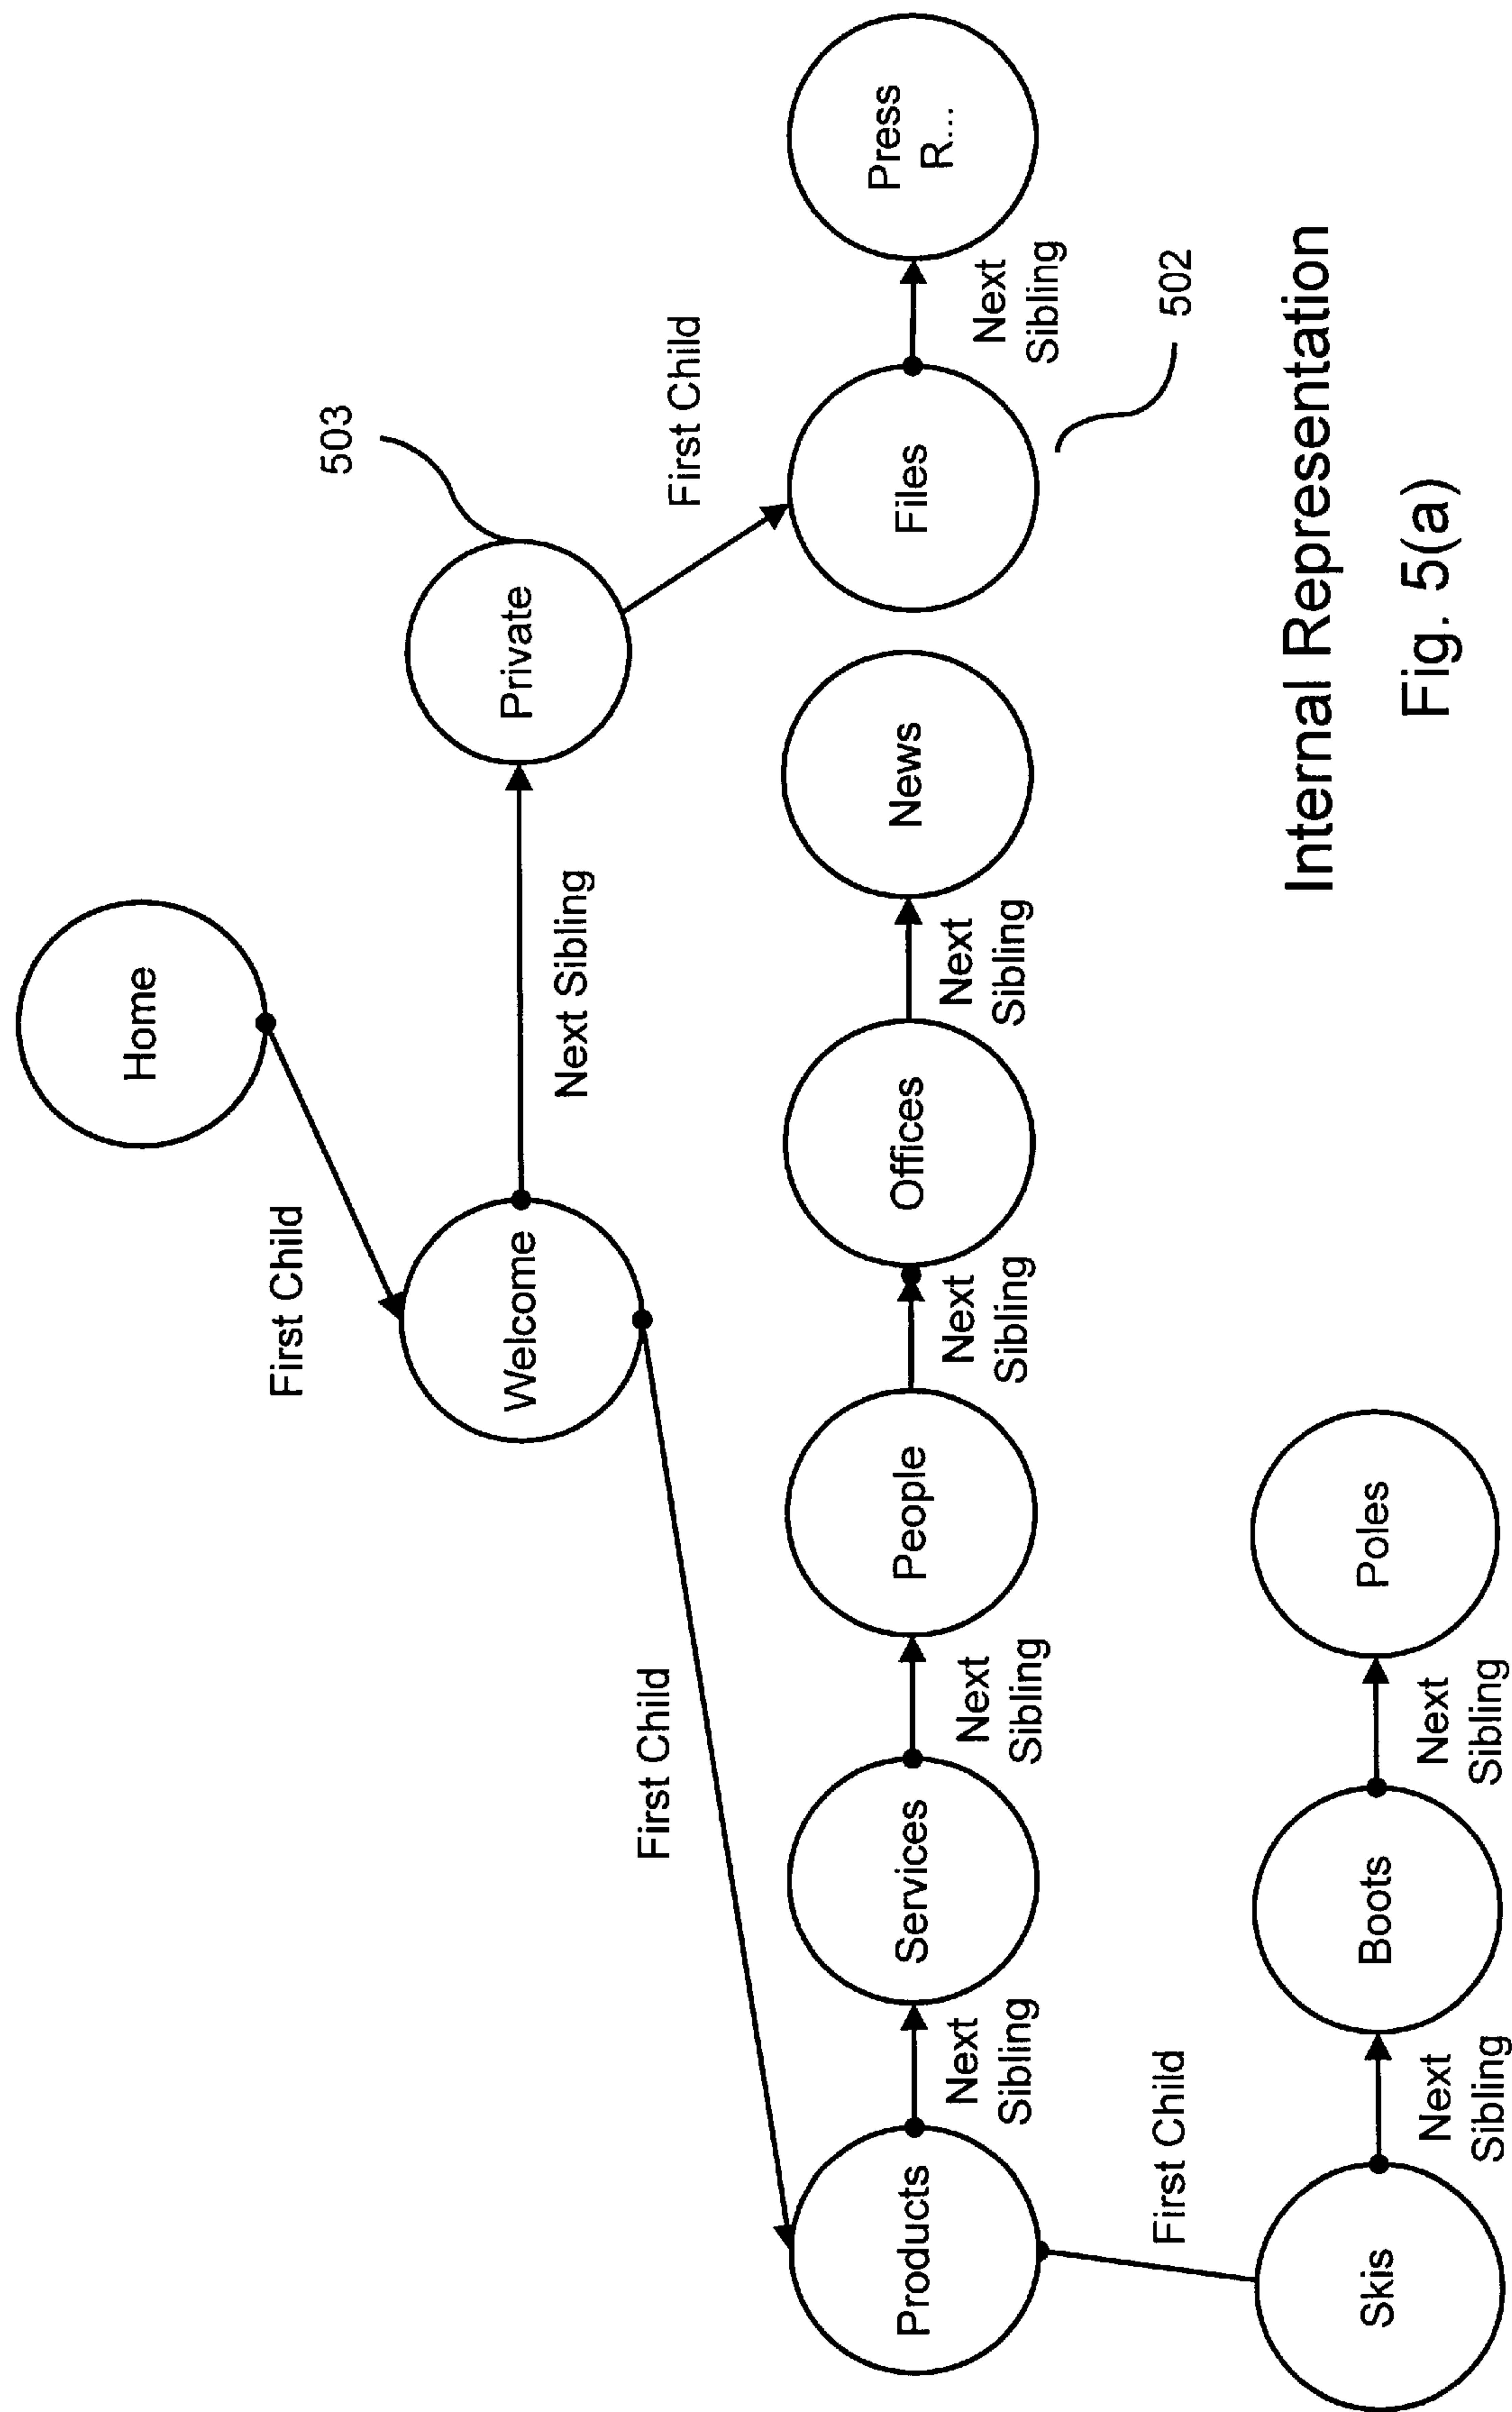 Home
First Child
503
Welcome
Next Sibling
Private
First Child
First Child
Products
Next
Sibling
Services
Next
Sibling
People
Next
Sibling
Offices
Next
Sibling
News
Files
Next
Sibling
Press
R...
502
First Child
Skis
Next
Sibling
Boots
Next
Sibling
Poles
Internal Representation
Fig. 5(a)